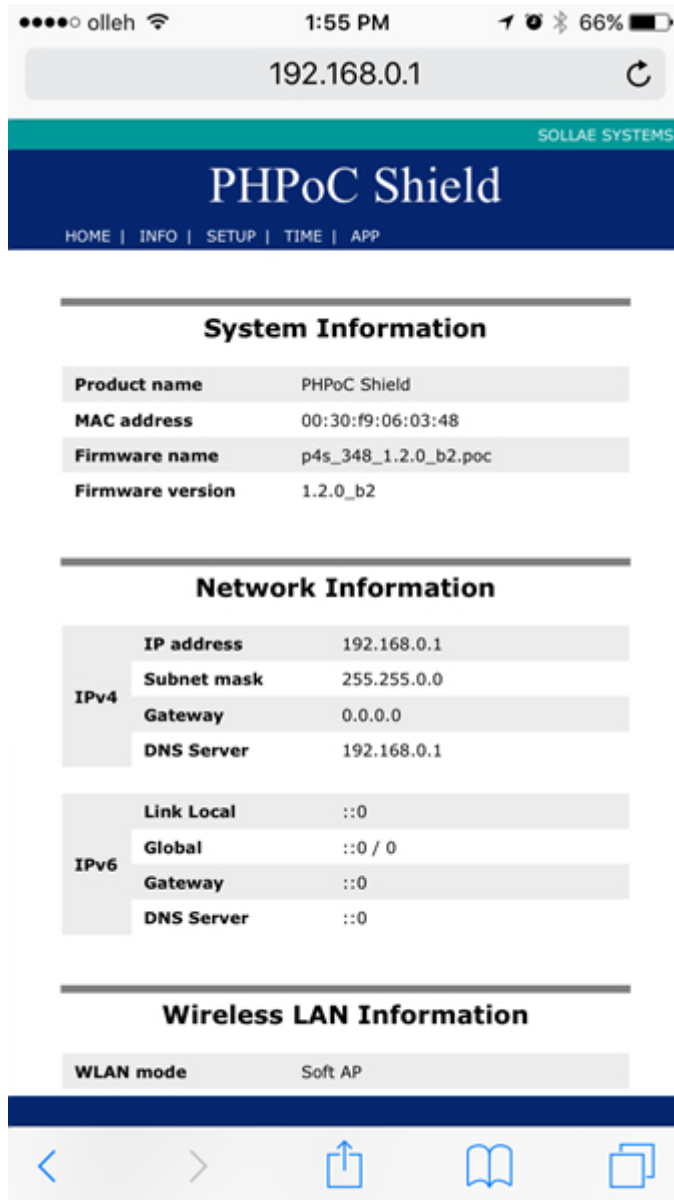 olleh 1:55 PM 66%
192.168.0.1
SOLLAE SYSTEMS
PHPoC Shield
HOME | INFO | SETUP | TIME | APP
System Information
Product name PHPoC Shield
MAC address 00:30:f9:06:03:48
Firmware name p4s_348_1.2.0_b2.poc
Firmware version 1.2.0_b2
Network Information
IPv4
IP address 192.168.0.1
Subnet mask 255.255.0.0
Gateway 0.0.0.0
DNS Server 192.168.0.1
IPv6
Link Local ::0
Global ::0 / 0
Gateway ::0
DNS Server ::0
Wireless LAN Information
WLAN mode Soft AP